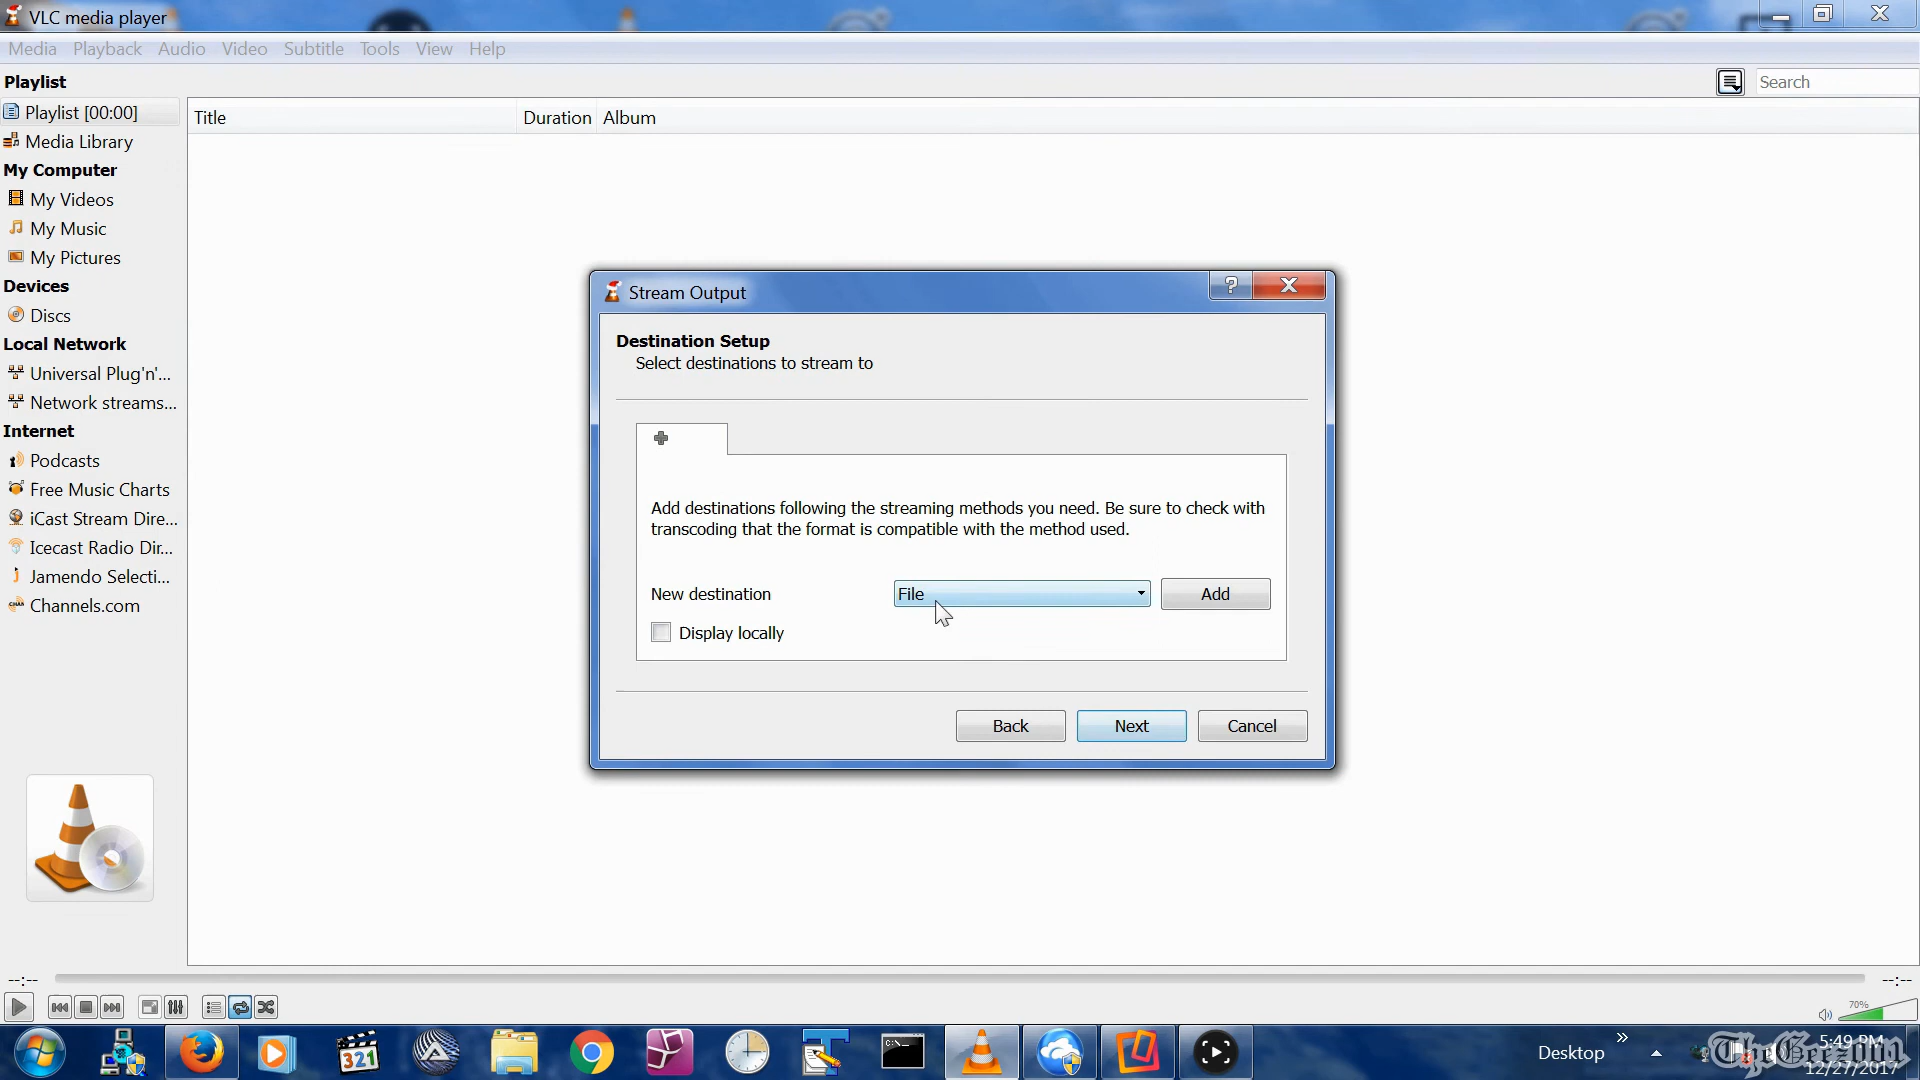 VLC media player
Media Playback Audio Video Subtitle Tools View Help
Playlist
Search
Playlist [00:00]
Title Duration Album
Media Library
My Computer
My Videos
My Music
My Pictures
Devices
Discs
Local Network
Universal Plug'n'...
Network streams...
Internet
Podcasts
Free Music Charts
iCast Stream Dire...
Icecast Radio Dir...
Jamendo Selecti...
Channels.com
Stream Output
?
Destination Setup
Select destinations to stream to
Add destinations following the streaming methods you need. Be sure to check with
transcoding that the format is compatible with the method used.
New destination File Add
Display locally
Back Next Cancel
--:-- --:--
70%
321
C:\
Desktop
5:49 PM
12/27/2017